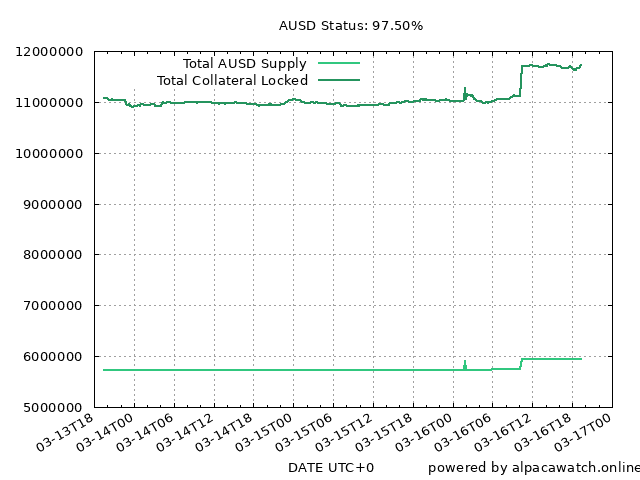 AUSD Status: 97.50%
Total AUSD Supply
Total Collateral Locked
12000000
11000000
10000000
9000000
8000000
7000000
6000000
5000000
03-13T18
03-14T00
03-14T06
03-14T12
03-14T18
03-15T00
03-15T06
03-15T12
03-15T18
03-16T00
03-16T06
03-16T12
03-16T18
03-17T00
DATE UTC+0
powered by alpacawatch.online